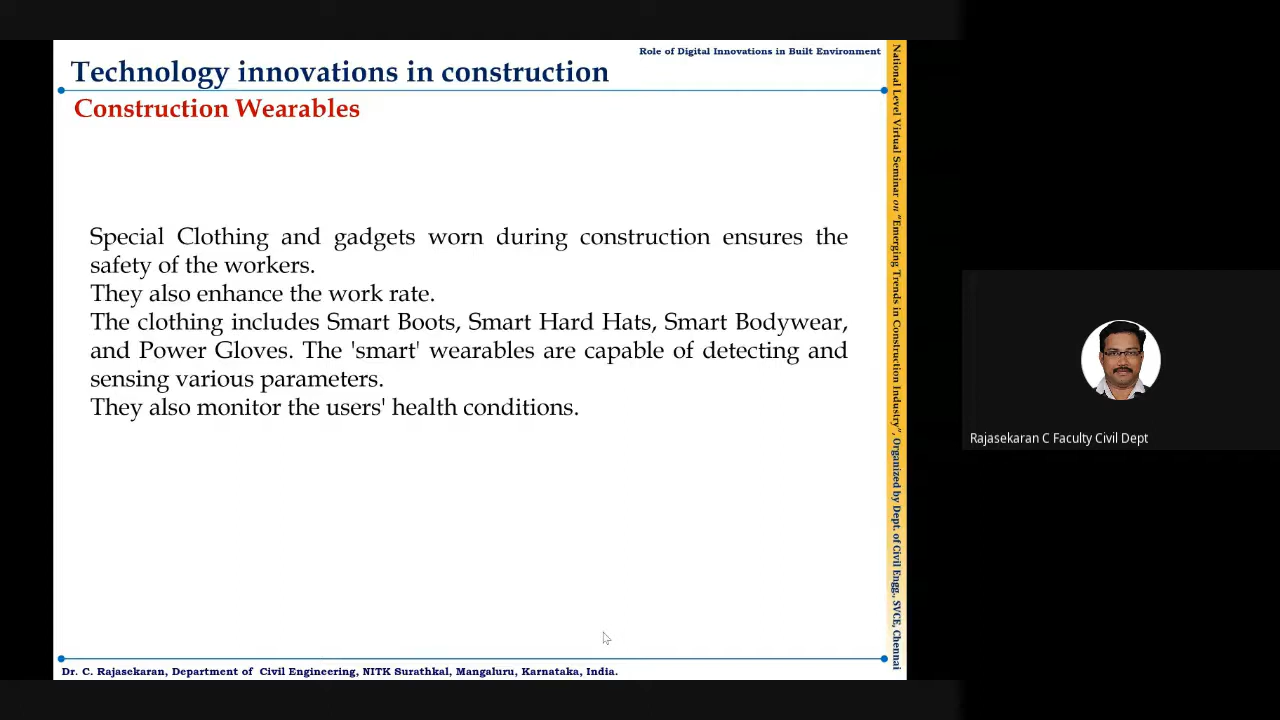 Role of Digital Innovations in Built Environment
Technology innovations in construction
Construction Wearables
Special Clothing and gadgets worn during construction ensures the
safety of the workers.
They also enhance the work rate.
The clothing includes Smart Boots, Smart Hard Hats, Smart Bodywear,
and Power Gloves. The 'smart' wearables are capable of detecting and
sensing various parameters.
They also monitor the users' health conditions.
Dr. C. Rajasekaran, Department of Civil Engineering, NITK Surathkal, Mangaluru, Karnataka, India.
National Level Virtual Seminar on "Emerging Trends in Construction Industry", Organized by Dept. of Civil Engg., SVCE, Chennai
Rajasekaran C Faculty Civil Dept